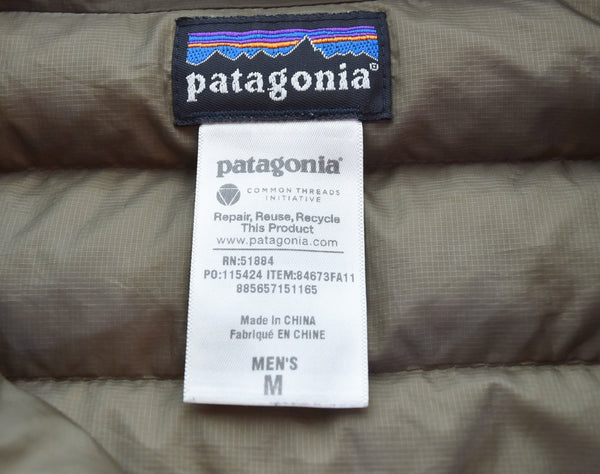 patagonia®
patagonia®
COMMON THREADS
INITIATIVE
Repair, Reuse, Recycle
This Product
www.patagonia.com
RN:51884
PO:115424 ITEM:84673FA11
885657151165
Made in CHINA
Fabriqué EN CHINE
MEN'S
M